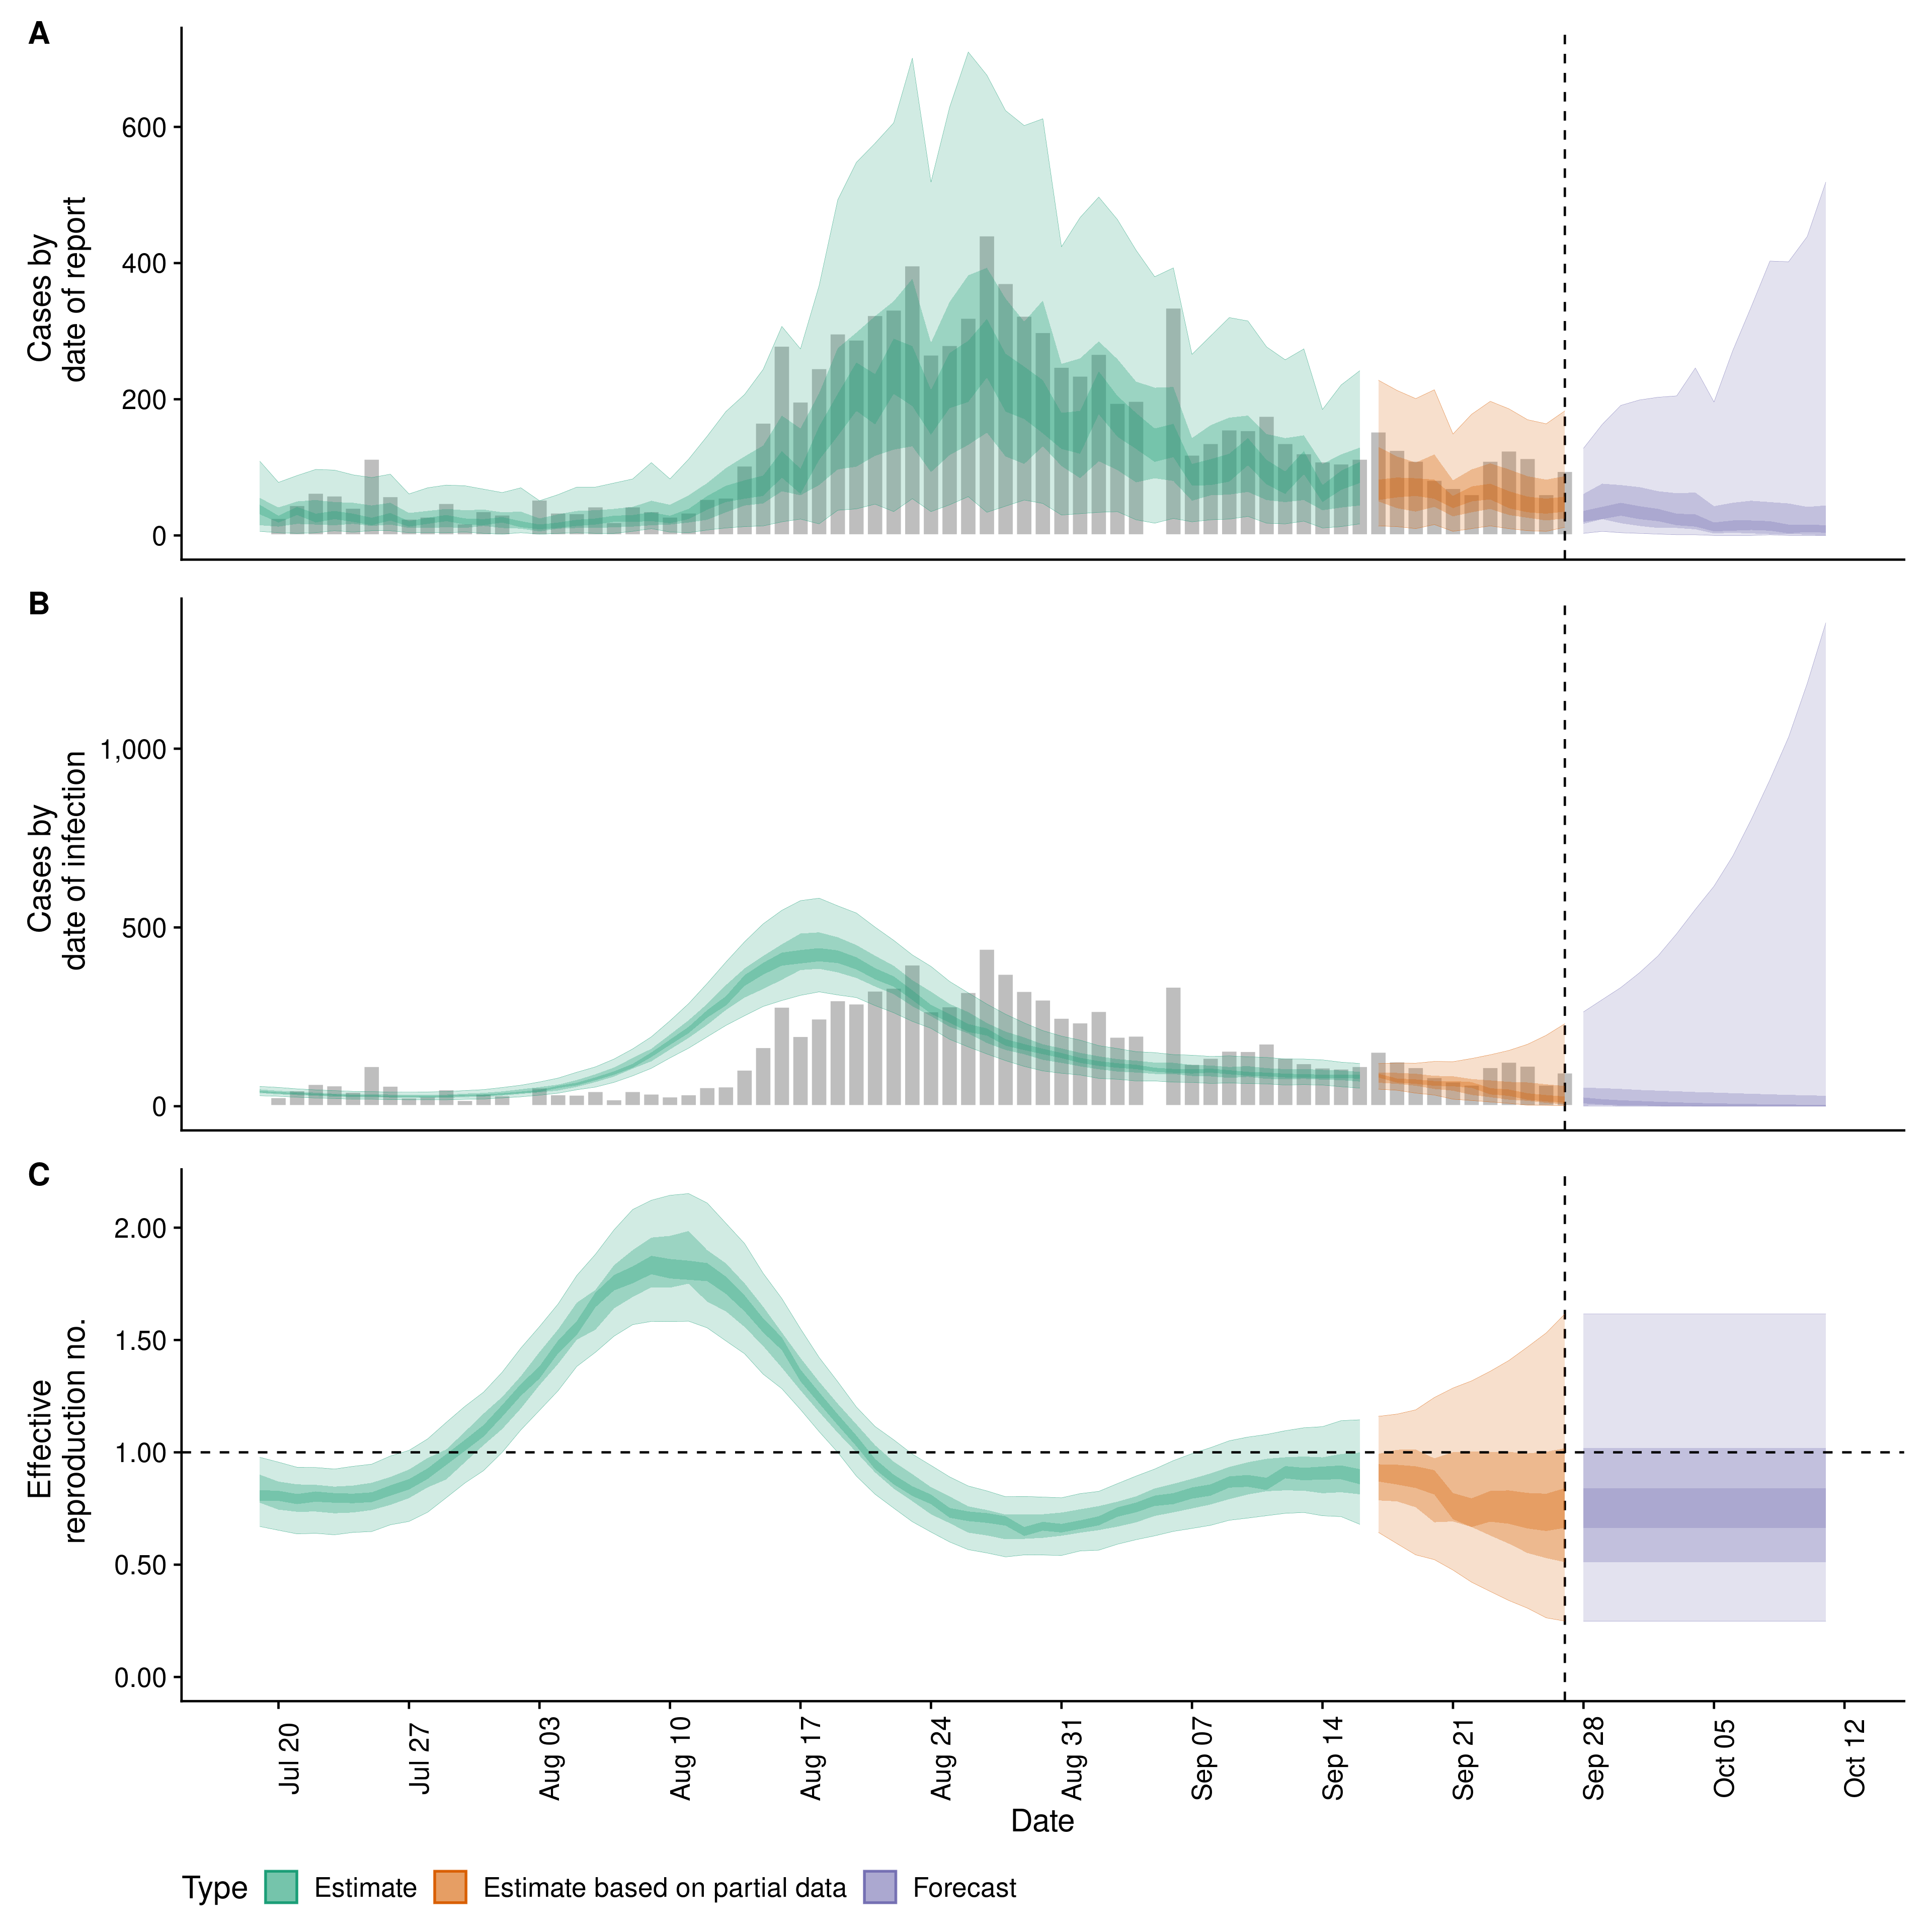 A
Cases by
date of report
600
400
200
0
B
Cases by
date of infection
1,000
500
0
C
Effective
reproduction no.
2.00
1.50
1.00
0.50
0.00
Jul 20
Jul 27
Aug 03
Aug 10
Aug 17
Aug 24
Aug 31
Sep 07
Sep 14
Sep 21
Sep 28
Oct 05
Oct 12
Date
Type Estimate Estimate based on partial data Forecast